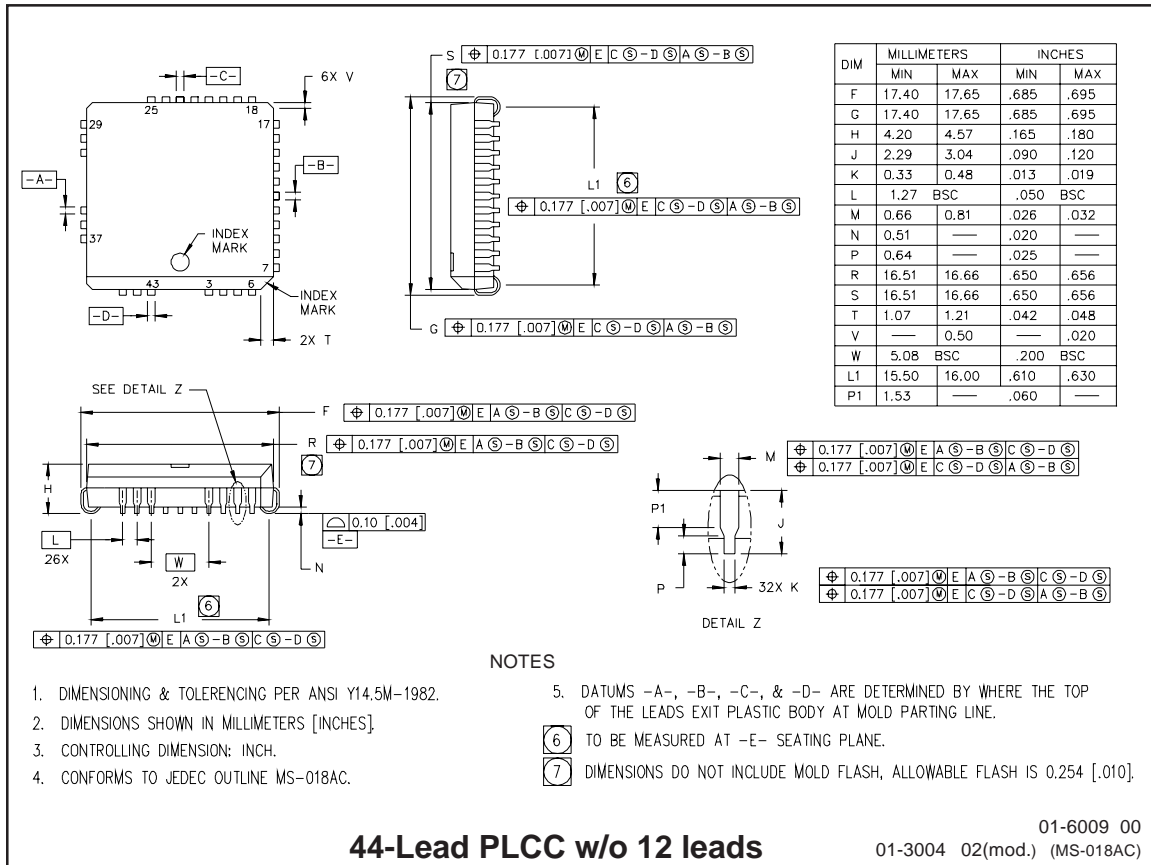 -C-
6X V
25 18
29 17
-B-
-A-
37
INDEX
MARK
7
43 3 6
INDEX
MARK
-D-
2X T
S ⌖ 0.177 [.007]Ⓜ E C Ⓢ-D Ⓢ A Ⓢ-B Ⓢ
7
L1 6
⌖ 0.177 [.007]Ⓜ E C Ⓢ-D Ⓢ A Ⓢ-B Ⓢ
G ⌖ 0.177 [.007]Ⓜ E C Ⓢ-D Ⓢ A Ⓢ-B Ⓢ
DIM MILLIMETERS INCHES
MIN MAX MIN MAX
F 17.40 17.65 .685 .695
G 17.40 17.65 .685 .695
H 4.20 4.57 .165 .180
J 2.29 3.04 .090 .120
K 0.33 0.48 .013 .019
L 1.27 BSC .050 BSC
M 0.66 0.81 .026 .032
N 0.51 — .020 —
P 0.64 — .025 —
R 16.51 16.66 .650 .656
S 16.51 16.66 .650 .656
T 1.07 1.21 .042 .048
V — 0.50 — .020
W 5.08 BSC .200 BSC
L1 15.50 16.00 .610 .630
P1 1.53 — .060 —
SEE DETAIL Z
F ⌖ 0.177 [.007]Ⓜ E A Ⓢ-B Ⓢ C Ⓢ-D Ⓢ
R ⌖ 0.177 [.007]Ⓜ E A Ⓢ-B Ⓢ C Ⓢ-D Ⓢ
7
H
⌓ 0.10 [.004]
-E-
L
26X
W
2X
N
6
L1
⌖ 0.177 [.007]Ⓜ E A Ⓢ-B Ⓢ C Ⓢ-D Ⓢ
M ⌖ 0.177 [.007]Ⓜ E A Ⓢ-B Ⓢ C Ⓢ-D Ⓢ
⌖ 0.177 [.007]Ⓜ E C Ⓢ-D Ⓢ A Ⓢ-B Ⓢ
P1
J
P
32X K
⌖ 0.177 [.007]Ⓜ E A Ⓢ-B Ⓢ C Ⓢ-D Ⓢ
⌖ 0.177 [.007]Ⓜ E C Ⓢ-D Ⓢ A Ⓢ-B Ⓢ
DETAIL Z
NOTES
1. DIMENSIONING & TOLERENCING PER ANSI Y14.5M-1982.
2. DIMENSIONS SHOWN IN MILLIMETERS [INCHES].
3. CONTROLLING DIMENSION: INCH.
4. CONFORMS TO JEDEC OUTLINE MS-018AC.
5. DATUMS -A-, -B-, -C-, & -D- ARE DETERMINED BY WHERE THE TOP
OF THE LEADS EXIT PLASTIC BODY AT MOLD PARTING LINE.
6 TO BE MEASURED AT -E- SEATING PLANE.
7 DIMENSIONS DO NOT INCLUDE MOLD FLASH, ALLOWABLE FLASH IS 0.254 [.010].
44-Lead PLCC w/o 12 leads
01-6009 00
01-3004 02(mod.) (MS-018AC)